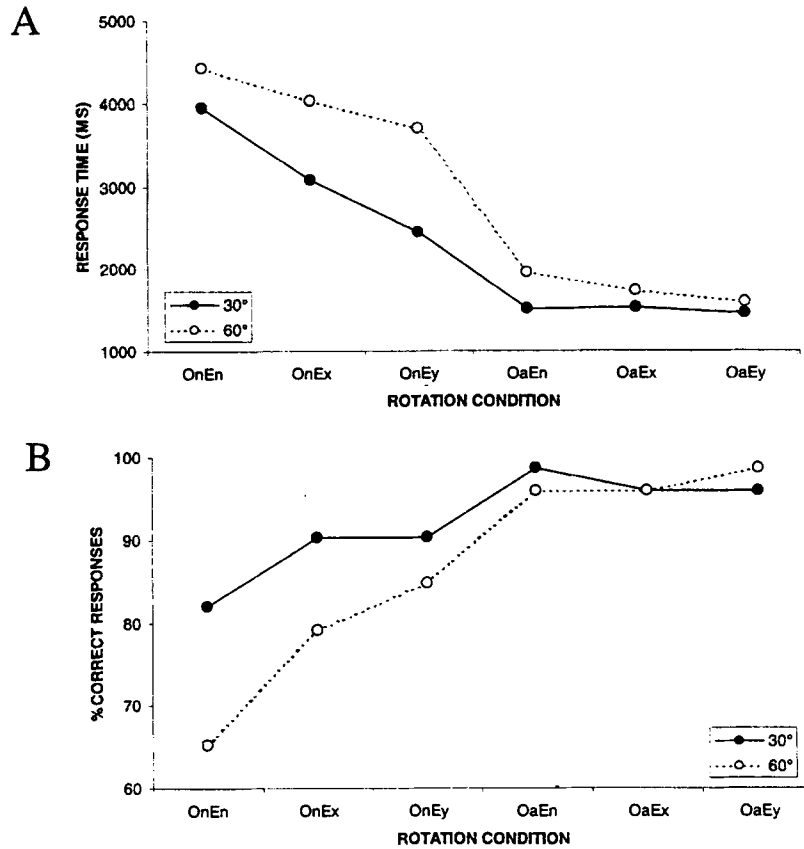 A
5000
4000
3000
2000
1000
RESPONSE TIME (MS)
30°
60°
OnEn OnEx OnEy OaEn OaEx OaEy
ROTATION CONDITION
B
100
90
80
70
60
%CORRECT RESPONSES
30°
60°
OnEn OnEx OnEy OaEn OaEx OaEy
ROTATION CONDITION